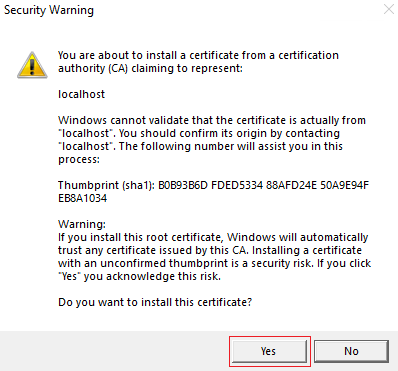 Security Warning
You are about to install a certificate from a certification
authority (CA) claiming to represent:
localhost
Windows cannot validate that the certificate is actually from
"localhost". You should confirm its origin by contacting
"localhost". The following number will assist you in this
process:
Thumbprint (sha1): B0B93B6D FDED5334 88AFD24E 50A9E94F
EB8A1034
Warning:
If you install this root certificate, Windows will automatically
trust any certificate issued by this CA. Installing a certificate
with an unconfirmed thumbprint is a security risk. If you click
"Yes" you acknowledge this risk.
Do you want to install this certificate?
Yes No